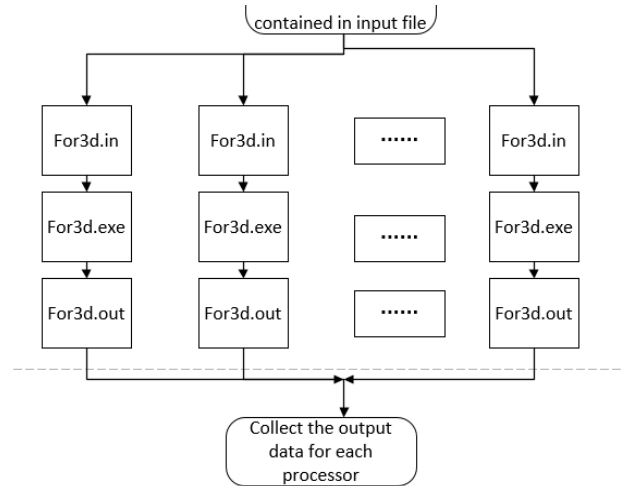 contained in input file
For3d.in For3d.in ...... For3d.in
For3d.exe For3d.exe ...... For3d.exe
For3d.out For3d.out ...... For3d.out
Collect the output
data for each
processor